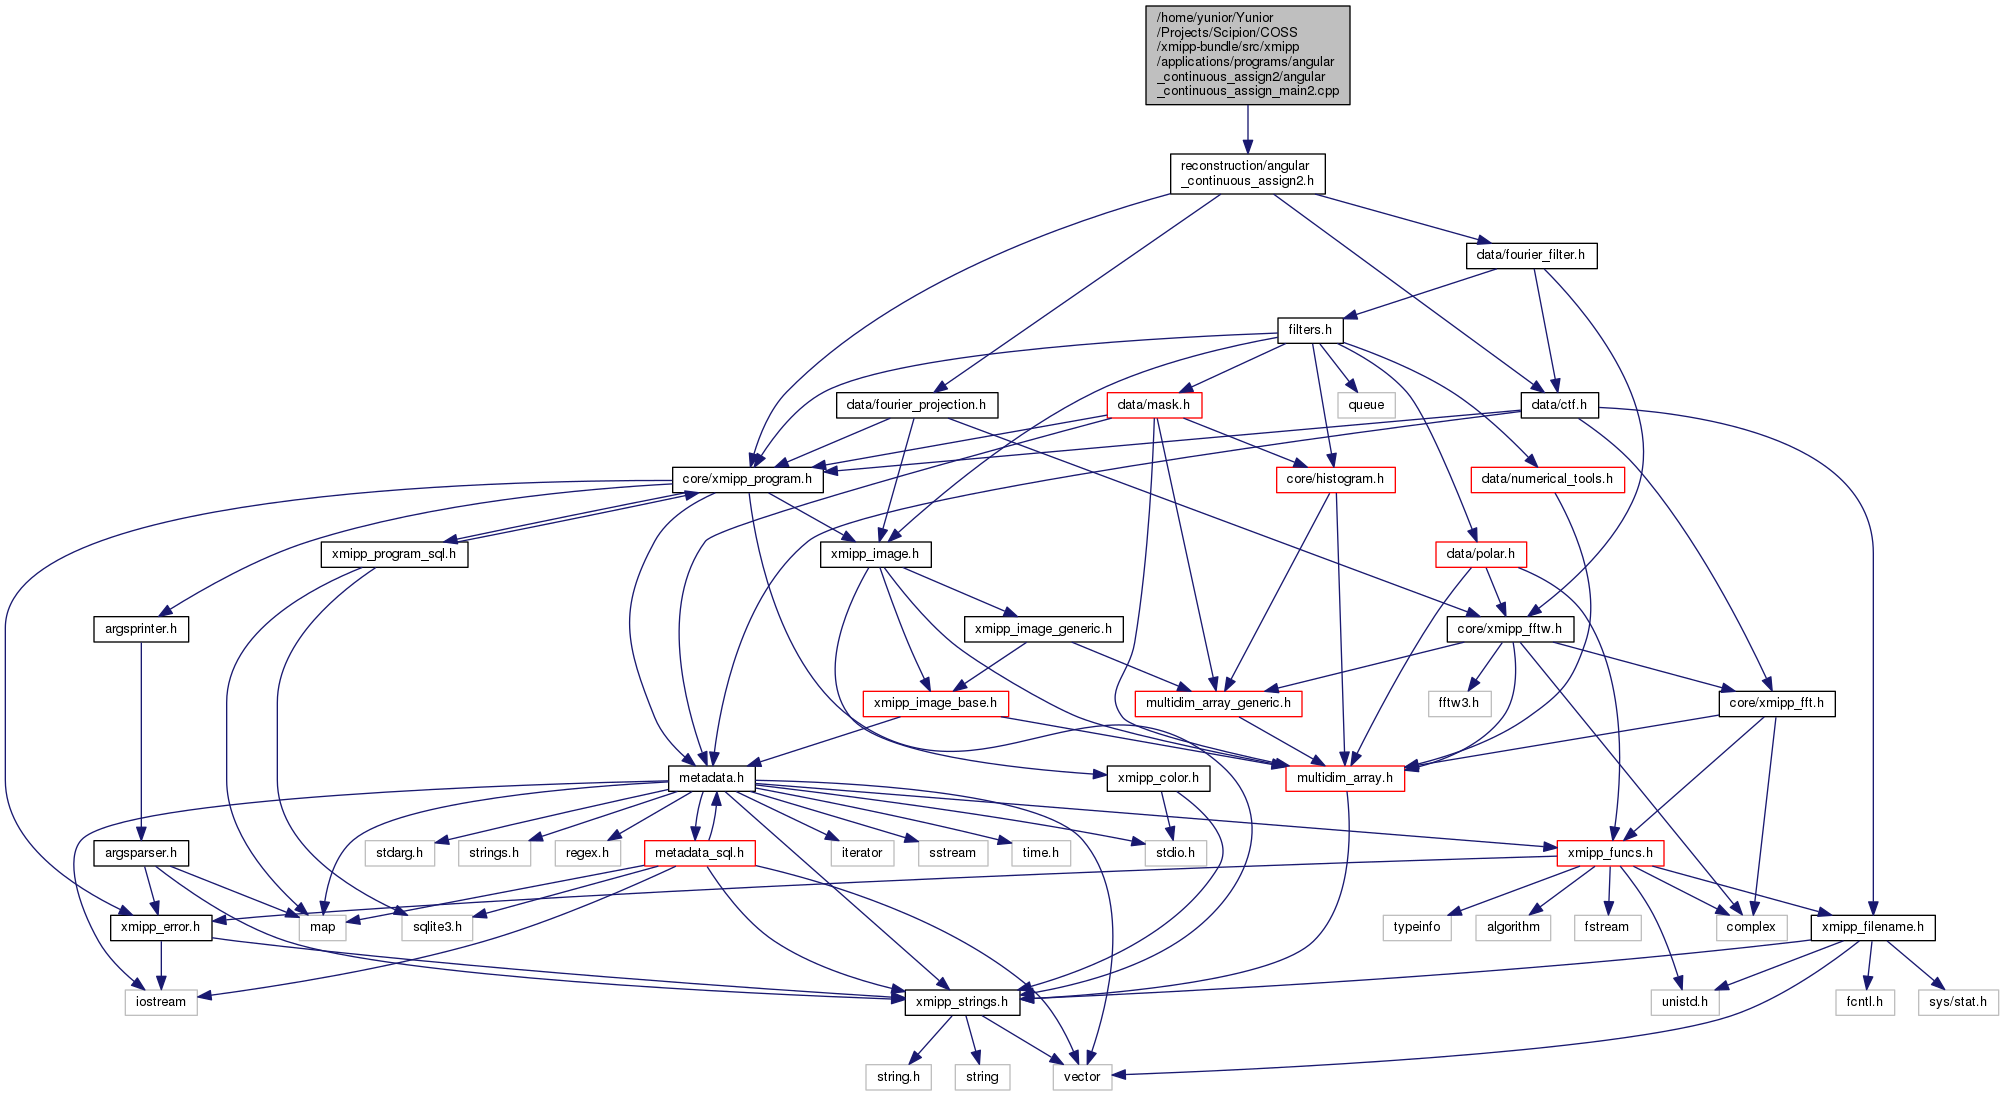 /home/yunior/Yunior
/Projects/Scipion/COSS
/xmipp-bundle/src/xmipp
/applications/programs/angular
_continuous_assign2/angular
_continuous_assign_main2.cpp
reconstruction/angular
_continuous_assign2.h
data/fourier_filter.h
filters.h
data/fourier_projection.h
data/mask.h
queue
data/ctf.h
core/xmipp_program.h
core/histogram.h
data/numerical_tools.h
xmipp_program_sql.h
xmipp_image.h
data/polar.h
argsprinter.h
xmipp_image_generic.h
core/xmipp_fftw.h
xmipp_image_base.h
multidim_array_generic.h
fftw3.h
core/xmipp_fft.h
metadata.h
xmipp_color.h
multidim_array.h
argsparser.h
stdarg.h
strings.h
regex.h
metadata_sql.h
iterator
sstream
time.h
stdio.h
xmipp_funcs.h
xmipp_error.h
map
sqlite3.h
typeinfo
algorithm
fstream
complex
xmipp_filename.h
iostream
xmipp_strings.h
unistd.h
fcntl.h
sys/stat.h
string.h
string
vector